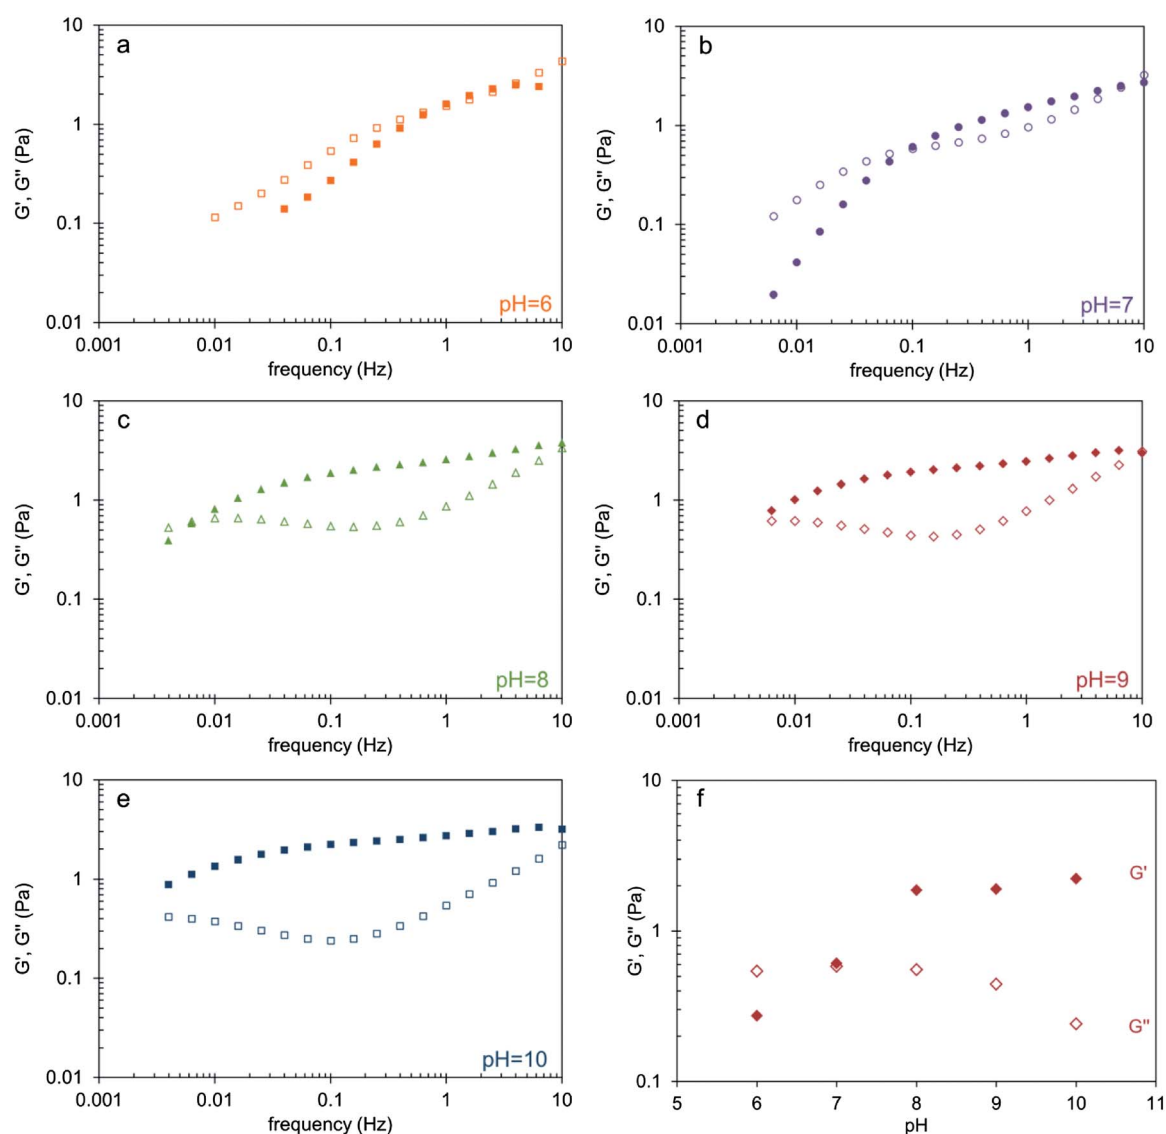 a
10
1
0.1
0.01
G', G'' (Pa)
0.001 0.01 0.1 1 10
frequency (Hz)
pH=6
b
10
1
0.1
0.01
G', G'' (Pa)
0.001 0.01 0.1 1 10
frequency (Hz)
pH=7
c
10
1
0.1
0.01
G', G'' (Pa)
0.001 0.01 0.1 1 10
frequency (Hz)
pH=8
d
10
1
0.1
0.01
G', G'' (Pa)
0.001 0.01 0.1 1 10
frequency (Hz)
pH=9
e
10
1
0.1
0.01
G', G'' (Pa)
0.001 0.01 0.1 1 10
frequency (Hz)
pH=10
f
10
1
0.1
G', G'' (Pa)
G'
G''
5 6 7 8 9 10 11
pH